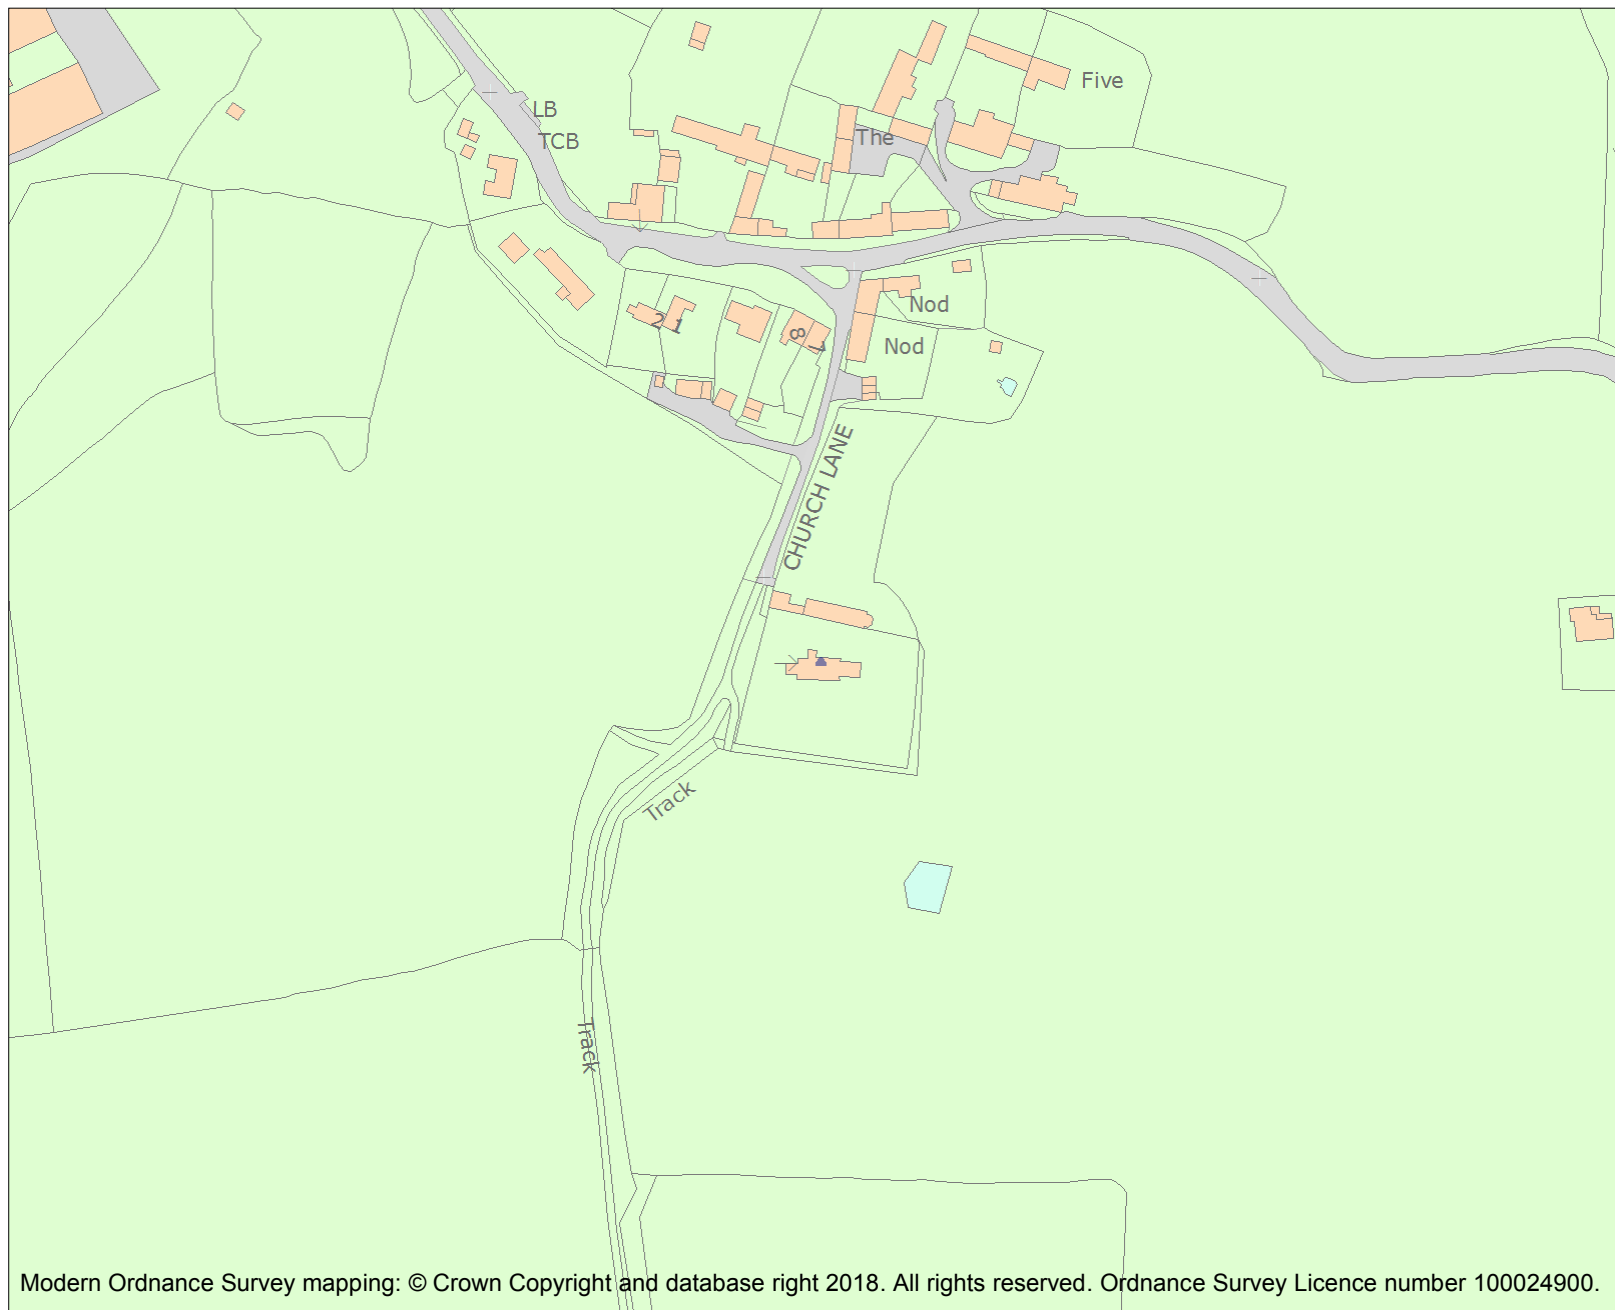 Five
LB
TCB
The
Nod
2 1
8
7
Nod
CHURCH LANE
Track
Track
Modern Ordnance Survey mapping: © Crown Copyright and database right 2018. All rights reserved. Ordnance Survey Licence number 100024900.